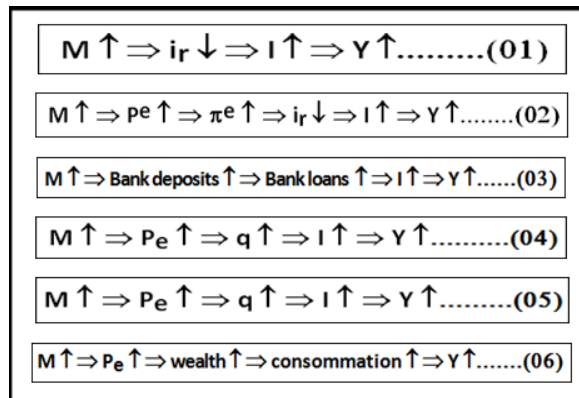 M ↑ ⇒ ir ↓ ⇒ I ↑ ⇒ Y ↑.........(01)
M ↑ ⇒ Pᵉ ↑ ⇒ πᵉ ↑ ⇒ ir ↓ ⇒ I ↑ ⇒ Y ↑........(02)
M ↑ ⇒ Bank deposits ↑ ⇒ Bank loans ↑ ⇒ I ↑ ⇒ Y ↑......(03)
M ↑ ⇒ Pₑ ↑ ⇒ q ↑ ⇒ I ↑ ⇒ Y ↑..........(04)
M ↑ ⇒ Pₑ ↑ ⇒ q ↑ ⇒ I ↑ ⇒ Y ↑.........(05)
M ↑ ⇒ Pₑ ↑ ⇒ wealth ↑ ⇒ consommation ↑ ⇒ Y ↑.......(06)